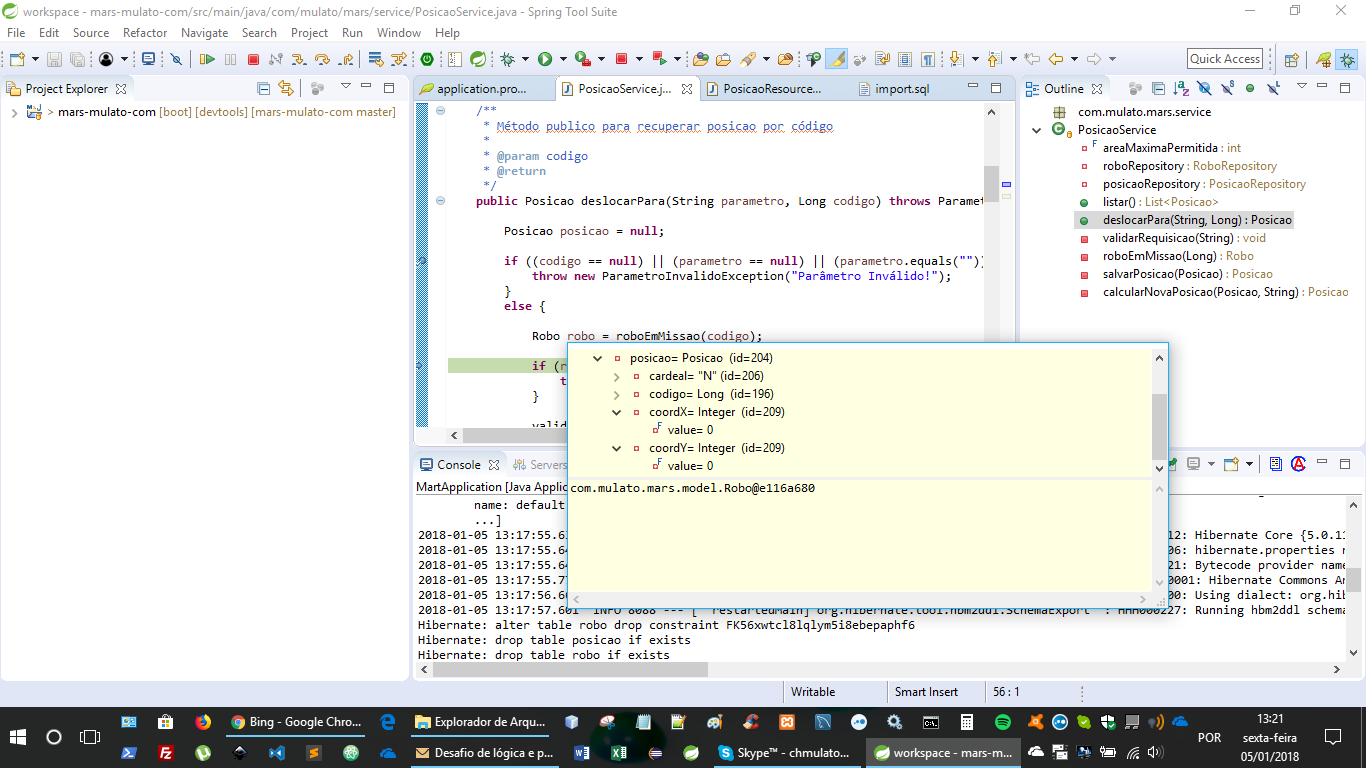 workspace - mars-mulato-com/src/main/java/com/mulato/mars/service/PosicaoService.java - Spring Tool Suite
File Edit Source Refactor Navigate Search Project Run Window Help
Quick Access
Project Explorer
> mars-mulato-com [boot] [devtools] [mars-mulato-com master]
application.pro... PosicaoService.j... PosicaoResource... import.sql
/**
* Método publico para recuperar posicao por código
*
* @param codigo
* @return
*/
public Posicao deslocarPara(String parametro, Long codigo) throws Paramet
Posicao posicao = null;
if ((codigo == null) || (parametro == null) || (parametro.equals(""))
throw new ParametroInvalidoException("Parâmetro Inválido!");
}
else {
Robo robo = roboEmMissao(codigo);
if (r
t
}
valid
posicao= Posicao (id=204)
cardeal= "N" (id=206)
codigo= Long (id=196)
coordX= Integer (id=209)
F value= 0
coordY= Integer (id=209)
F value= 0
com.mulato.mars.model.Robo@e116a680
Outline
com.mulato.mars.service
PosicaoService
F areaMaximaPermitida : int
roboRepository : RoboRepository
posicaoRepository : PosicaoRepository
listar() : List<Posicao>
deslocarPara(String, Long) : Posicao
validarRequisicao(String) : void
roboEmMissao(Long) : Robo
salvarPosicao(Posicao) : Posicao
calcularNovaPosicao(Posicao, String) : Posicao
Console Servers
MartApplication [Java Applic
name: default
...]
2018-01-05 13:17:55.6 12: Hibernate Core {5.0.1
2018-01-05 13:17:55.64 06: hibernate.properties n
2018-01-05 13:17:55.64 21: Bytecode provider name
2018-01-05 13:17:55.7 0001: Hibernate Commons An
2018-01-05 13:17:56.6 00: Using dialect: org.hib
2018-01-05 13:17:57.601 INFO 8088 --- [ restartedMain] org.hibernate.tool.hbm2ddl.SchemaExport : HHH000227: Running hbm2ddl schema
Hibernate: alter table robo drop constraint FK56xwtcl8lqlym5i8ebepaphf6
Hibernate: drop table posicao if exists
Hibernate: drop table robo if exists
Writable Smart Insert 56 : 1
Bing - Google Chro... Explorador de Arqu...
Desafio de lógica e p... Skype™ - chmulato... workspace - mars-m...
POR
13:21
sexta-feira
05/01/2018